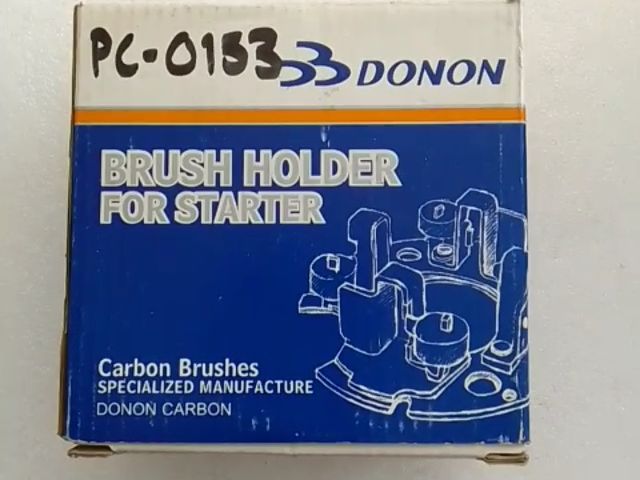 PC-0153 DONON
BRUSH HOLDER
FOR STARTER
Carbon Brushes
SPECIALIZED MANUFACTURE
DONON CARBON